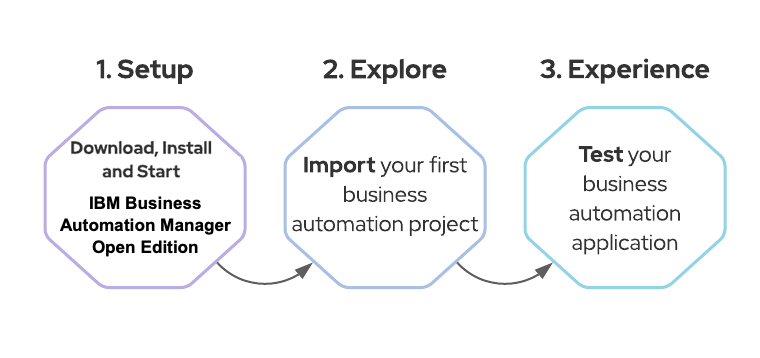 1. Setup
2. Explore
3. Experience
Download, Install
and Start
IBM Business
Automation Manager
Open Edition
Import your first
business
automation project
Test your
business
automation
application